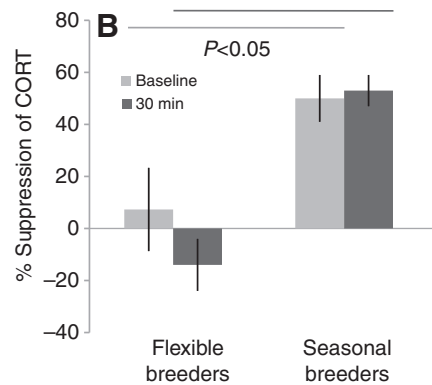 B
P<0.05
Baseline
30 min
% Suppression of CORT
80
60
40
20
0
–20
–40
Flexible
breeders
Seasonal
breeders